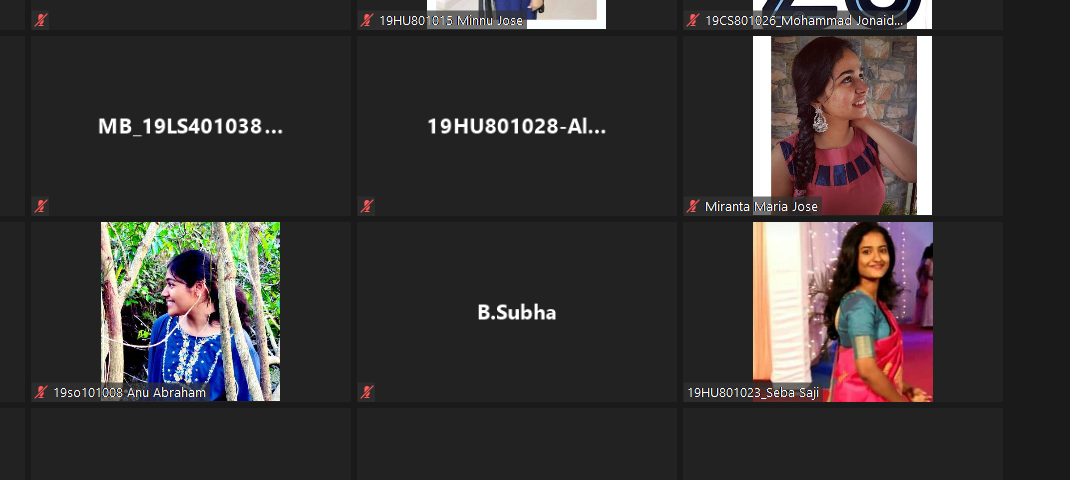 19HU801015 Minnu Jose
19CS801026_Mohammad Jonaid...
MB_19LS401038...
19HU801028-Al...
Miranta Maria Jose
19so101008 Anu Abraham
B.Subha
19HU801023_Seba Saji